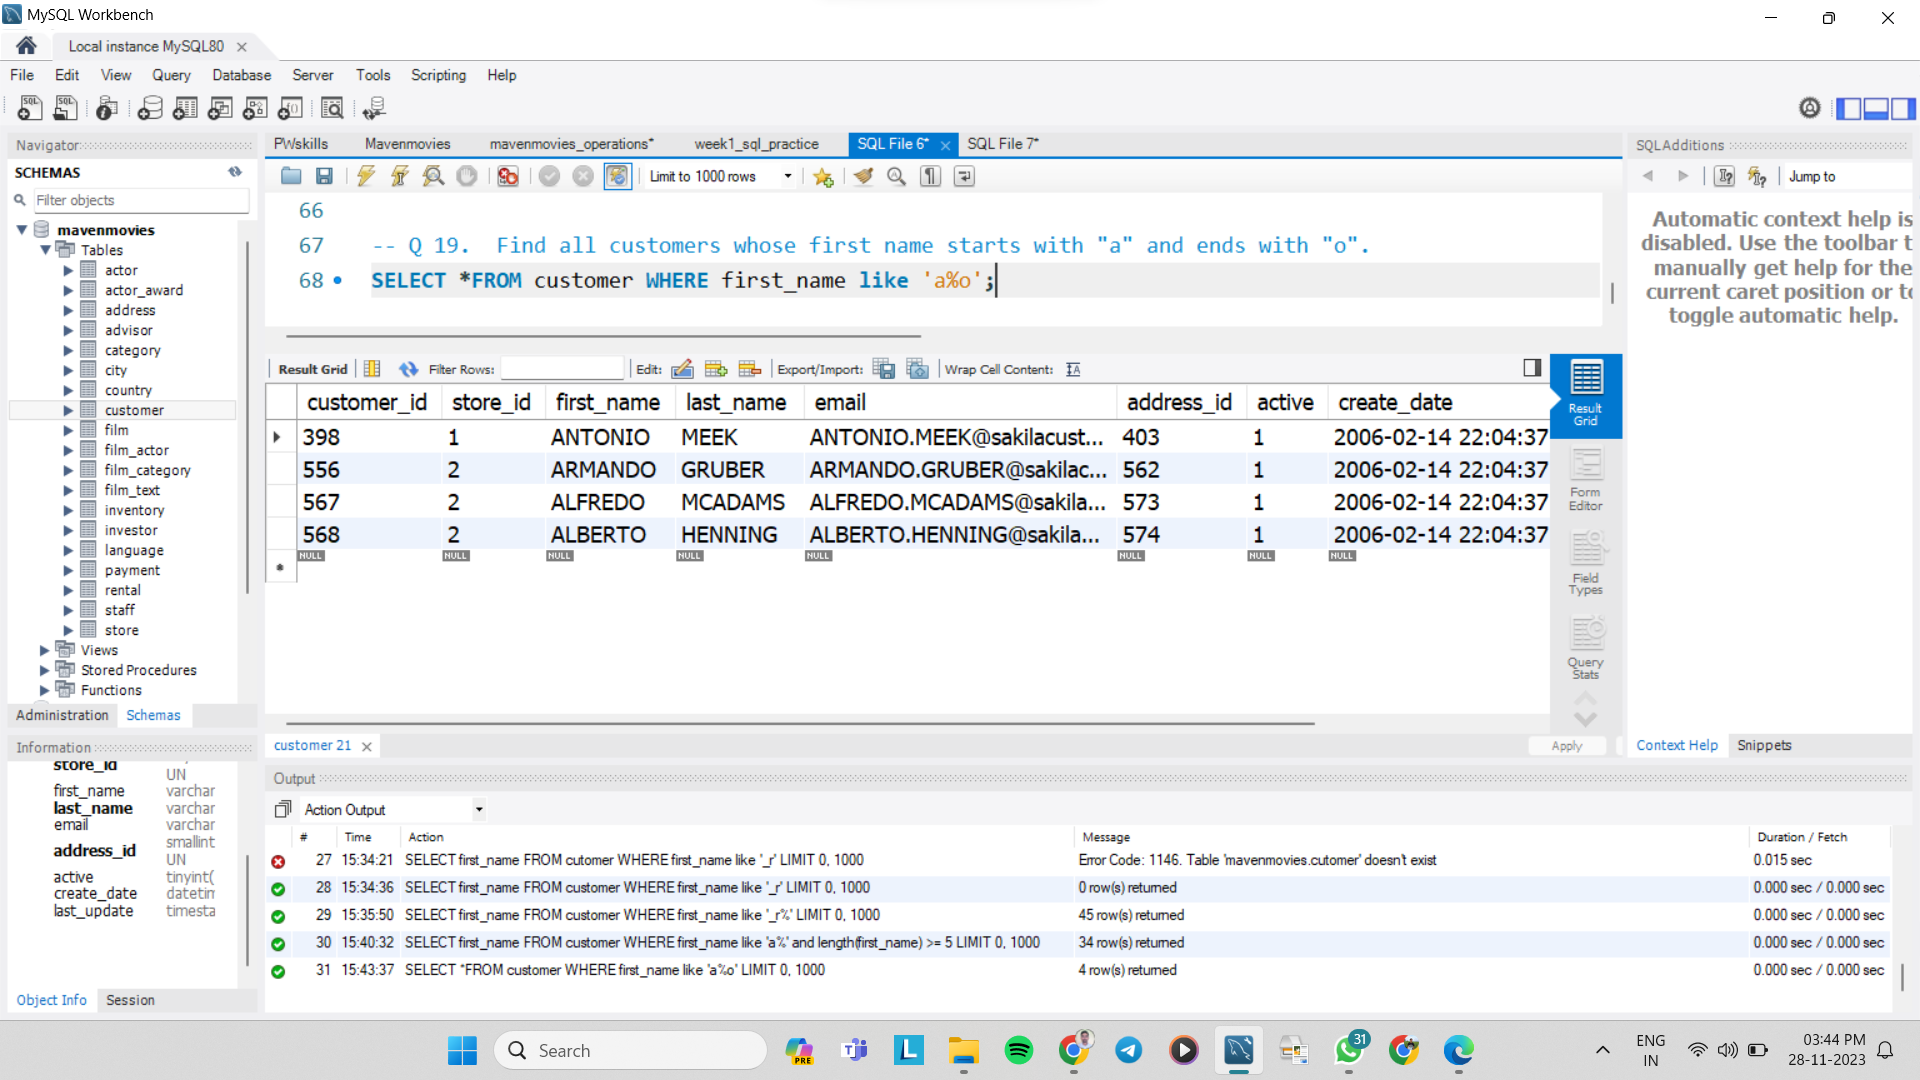 MySQL Workbench
Local instance MySQL80
File Edit View Query Database Server Tools Scripting Help
Navigator
SCHEMAS
Filter objects
mavenmovies
Tables
actor
actor_award
address
advisor
category
city
country
customer
film
film_actor
film_category
film_text
inventory
investor
language
payment
rental
staff
store
Views
Stored Procedures
Functions
Administration Schemas
Information
store_id
UN
first_name varchar
last_name varchar
email varchar
smallint
address_id UN
active tinyint(
create_date datetim
last_update timesta
Object Info Session
PWskills Mavenmovies mavenmovies_operations* week1_sql_practice SQL File 6* SQL File 7*
Limit to 1000 rows
66
67 -- Q 19. Find all customers whose first name starts with "a" and ends with "o".
68 SELECT *FROM customer WHERE first_name like 'a%o';
Result Grid Filter Rows: Edit: Export/Import: Wrap Cell Content:
customer_id store_id first_name last_name email address_id active create_date
398 1 ANTONIO MEEK ANTONIO.MEEK@sakilacust... 403 1 2006-02-14 22:04:37
556 2 ARMANDO GRUBER ARMANDO.GRUBER@sakilac... 562 1 2006-02-14 22:04:37
567 2 ALFREDO MCADAMS ALFREDO.MCADAMS@sakila... 573 1 2006-02-14 22:04:37
568 2 ALBERTO HENNING ALBERTO.HENNING@sakila... 574 1 2006-02-14 22:04:37
NULL NULL NULL NULL NULL NULL NULL NULL
Result
Grid
Form
Editor
Field
Types
Query
Stats
customer 21
Apply
SQLAdditions
Jump to
Automatic context help is
disabled. Use the toolbar t
manually get help for the
current caret position or to
toggle automatic help.
Context Help Snippets
Output
Action Output
# Time Action Message Duration / Fetch
27 15:34:21 SELECT first_name FROM cutomer WHERE first_name like '_r' LIMIT 0, 1000 Error Code: 1146. Table 'mavenmovies.cutomer' doesn't exist 0.015 sec
28 15:34:36 SELECT first_name FROM customer WHERE first_name like '_r' LIMIT 0, 1000 0 row(s) returned 0.000 sec / 0.000 sec
29 15:35:50 SELECT first_name FROM customer WHERE first_name like '_r%' LIMIT 0, 1000 45 row(s) returned 0.000 sec / 0.000 sec
30 15:40:32 SELECT first_name FROM customer WHERE first_name like 'a%' and length(first_name) >= 5 LIMIT 0, 1000 34 row(s) returned 0.000 sec / 0.000 sec
31 15:43:37 SELECT *FROM customer WHERE first_name like 'a%o' LIMIT 0, 1000 4 row(s) returned 0.000 sec / 0.000 sec
Search
PRE
31
ENG
IN
03:44 PM
28-11-2023